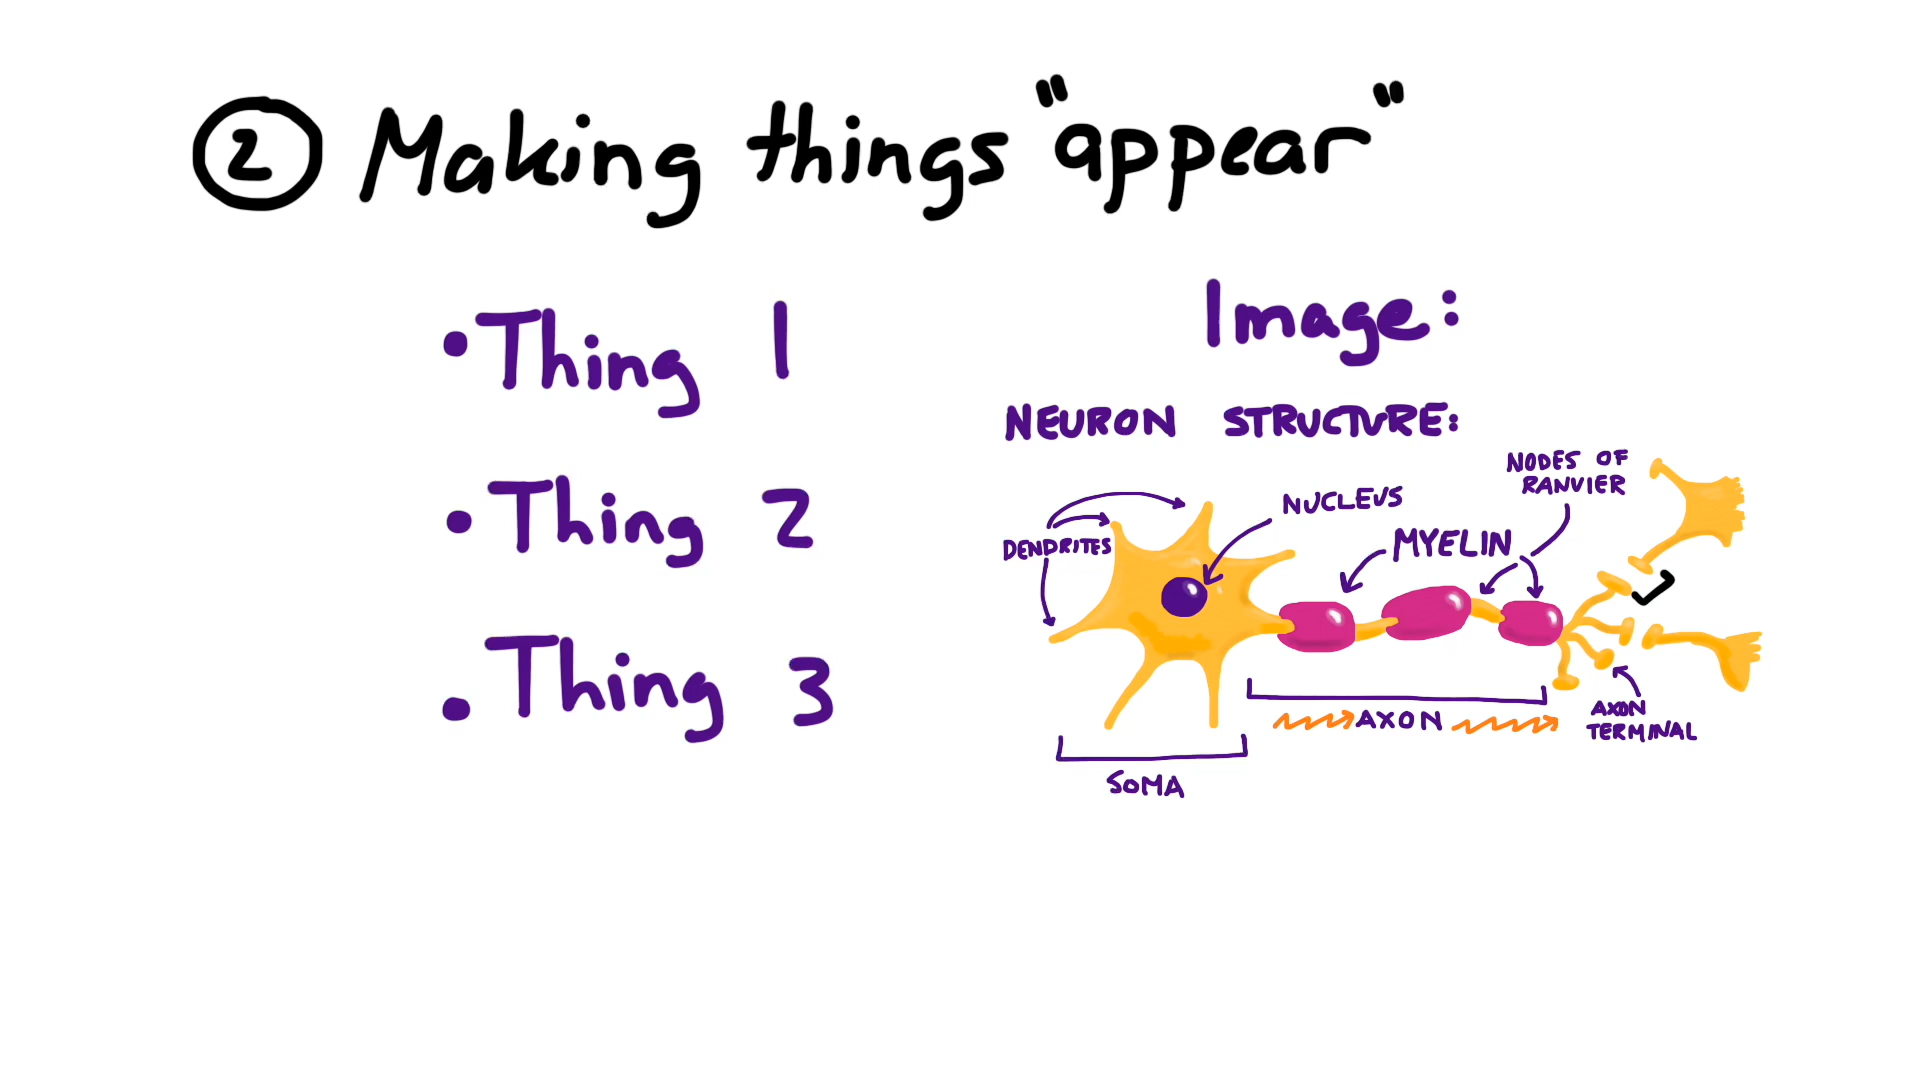 2 Making things "appear"
• Thing 1
• Thing 2
• Thing 3
Image:
NEURON STRUCTURE:
NODES OF
RANVIER
NUCLEUS
DENDRITES
MYELIN
AXON
AXON
TERMINAL
SOMA